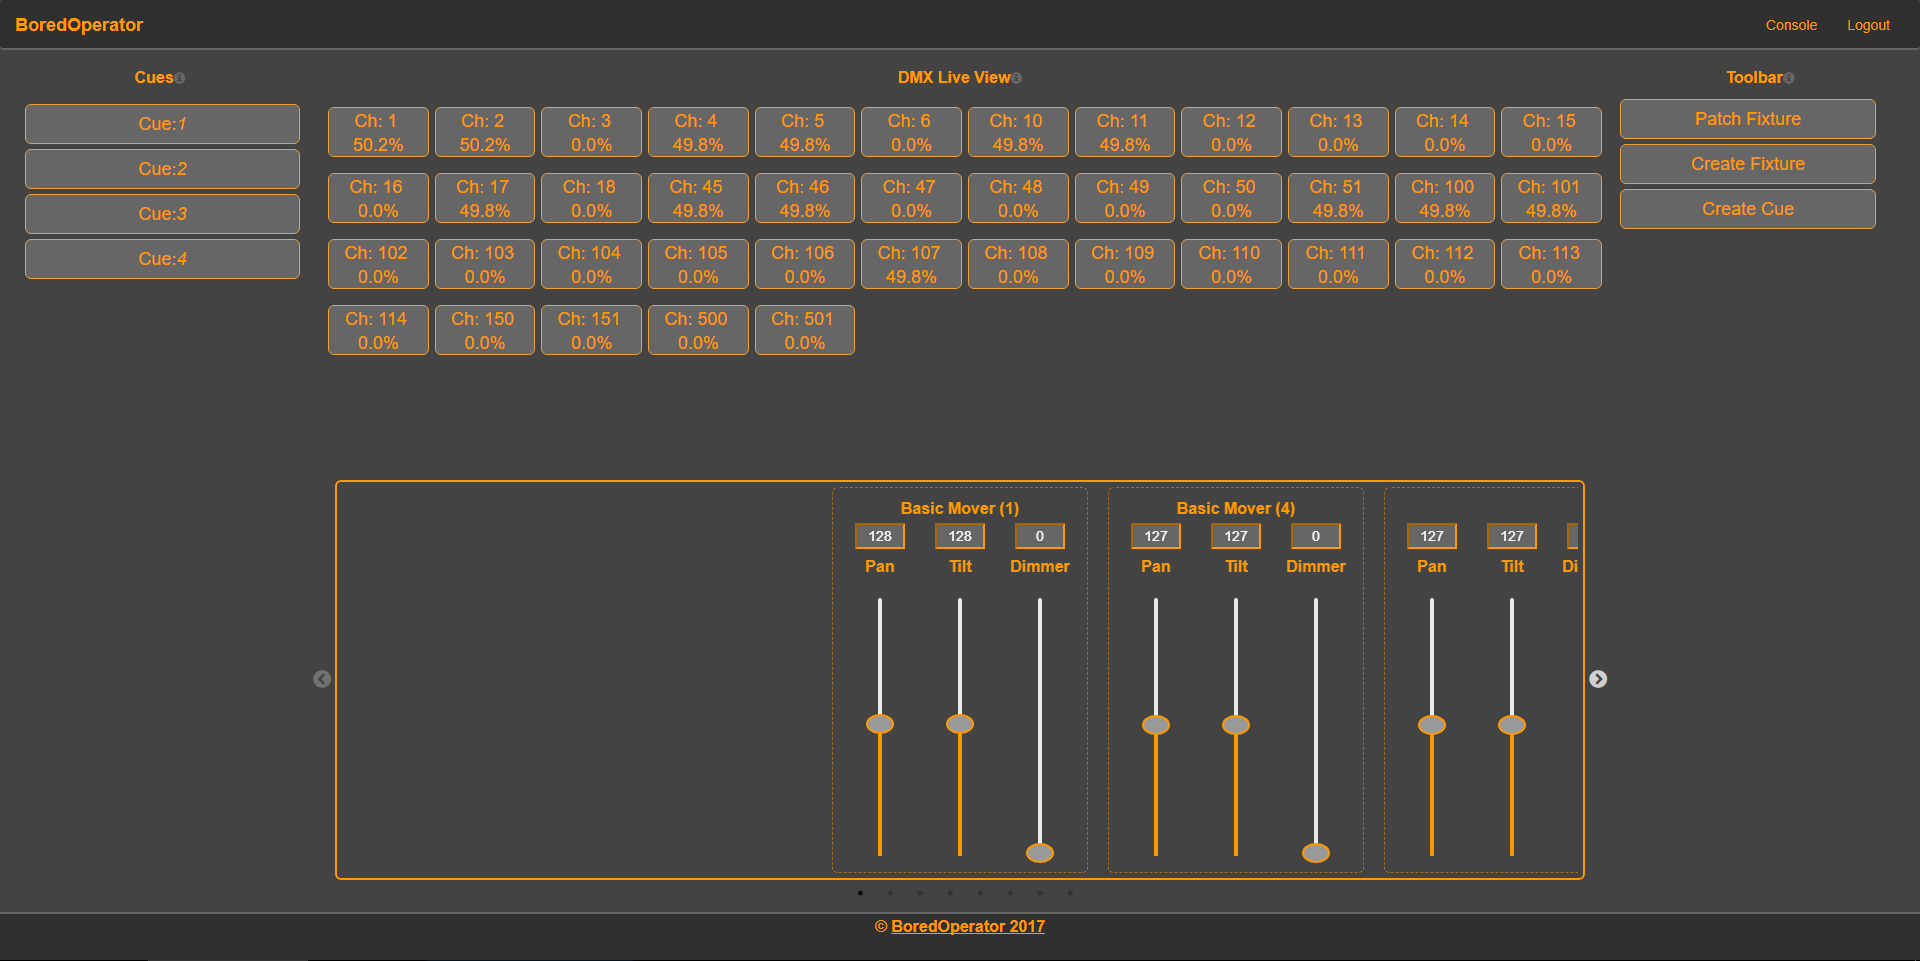 BoredOperator
Console Logout
Cues
Cue:1
Cue:2
Cue:3
Cue:4
DMX Live View
Ch: 1 Ch: 2 Ch: 3 Ch: 4 Ch: 5 Ch: 6 Ch: 10 Ch: 11 Ch: 12 Ch: 13 Ch: 14 Ch: 15
50.2% 50.2% 0.0% 49.8% 49.8% 0.0% 49.8% 49.8% 0.0% 0.0% 0.0% 0.0%
Ch: 16 Ch: 17 Ch: 18 Ch: 45 Ch: 46 Ch: 47 Ch: 48 Ch: 49 Ch: 50 Ch: 51 Ch: 100 Ch: 101
0.0% 49.8% 0.0% 49.8% 49.8% 0.0% 0.0% 0.0% 0.0% 49.8% 49.8% 49.8%
Ch: 102 Ch: 103 Ch: 104 Ch: 105 Ch: 106 Ch: 107 Ch: 108 Ch: 109 Ch: 110 Ch: 111 Ch: 112 Ch: 113
0.0% 0.0% 0.0% 0.0% 0.0% 49.8% 0.0% 0.0% 0.0% 0.0% 0.0% 0.0%
Ch: 114 Ch: 150 Ch: 151 Ch: 500 Ch: 501
0.0% 0.0% 0.0% 0.0% 0.0%
Toolbar
Patch Fixture
Create Fixture
Create Cue
Basic Mover (1)
128 128 0
Pan Tilt Dimmer
Basic Mover (4)
127 127 0
Pan Tilt Dimmer
127 127
Pan Tilt Di
© BoredOperator 2017